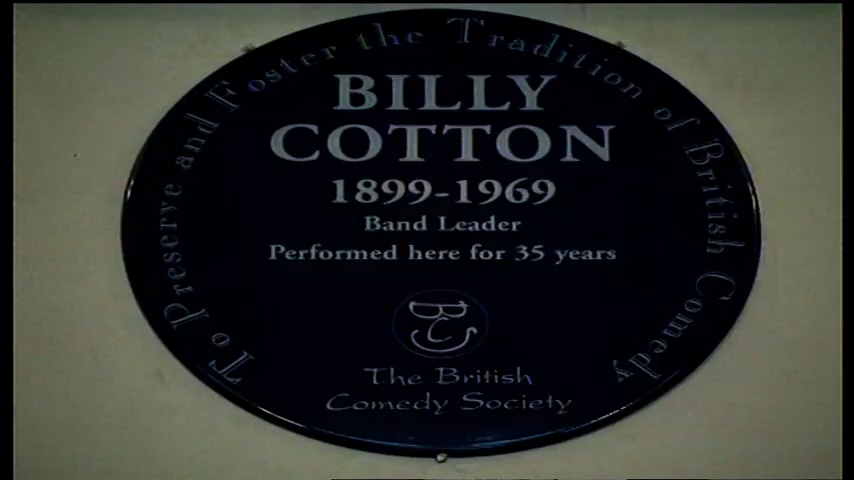 To Preserve and Foster the Tradition of British Comedy
BILLY
COTTON
1899-1969
Band Leader
Performed here for 35 years
BCS
The British
Comedy Society